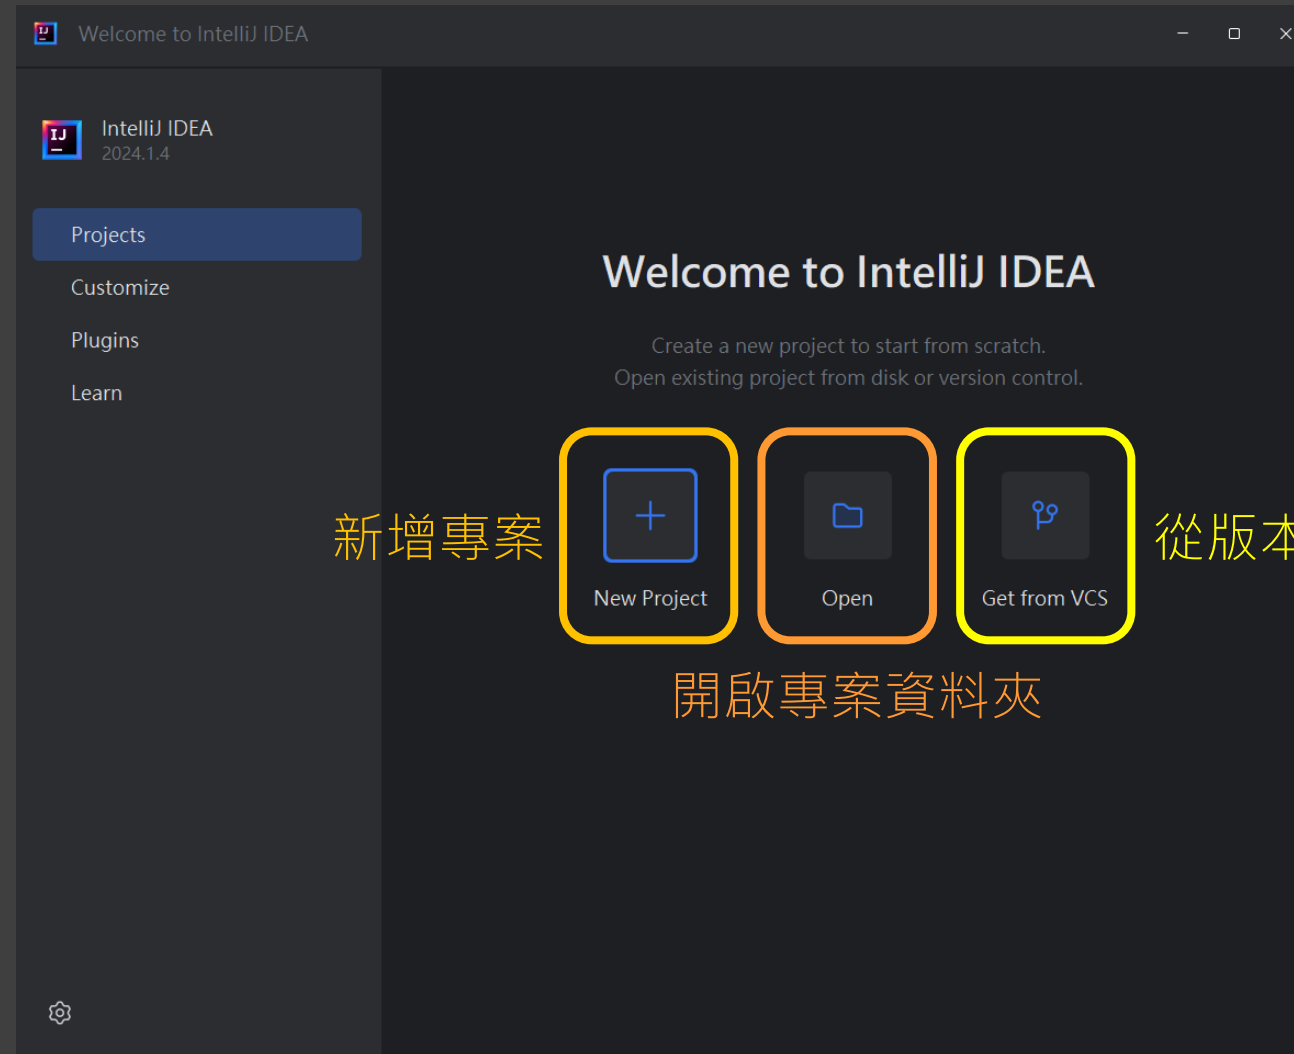 Welcome to IntelliJ IDEA
IntelliJ IDEA
2024.1.4
Projects
Customize
Plugins
Learn
Welcome to IntelliJ IDEA
Create a new project to start from scratch.
Open existing project from disk or version control.
新增專案
New Project
Open
Get from VCS
從版本
開啟專案資料夾